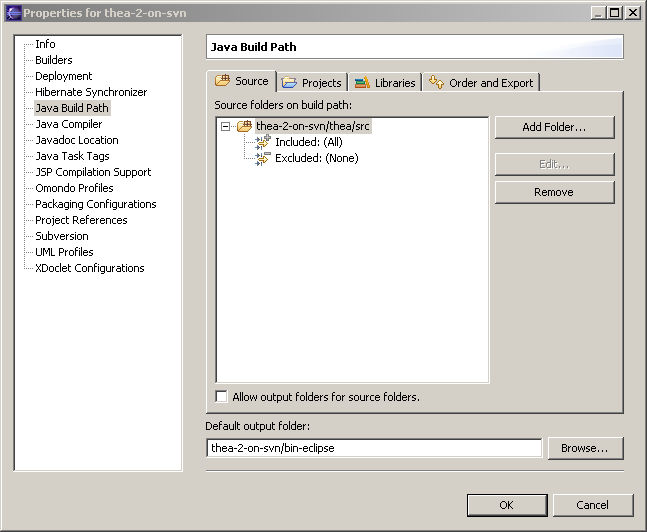 Properties for thea-2-on-svn
Info
Builders
Deployment
Hibernate Synchronizer
Java Build Path
Java Compiler
Javadoc Location
Java Task Tags
JSP Compilation Support
Omondo Profiles
Packaging Configurations
Project References
Subversion
UML Profiles
XDoclet Configurations
Java Build Path
Source Projects Libraries Order and Export
Source folders on build path:
thea-2-on-svn/thea/src
Included: (All)
Excluded: (None)
Add Folder...
Edit...
Remove
Allow output folders for source folders.
Default output folder:
thea-2-on-svn/bin-eclipse
Browse...
OK
Cancel